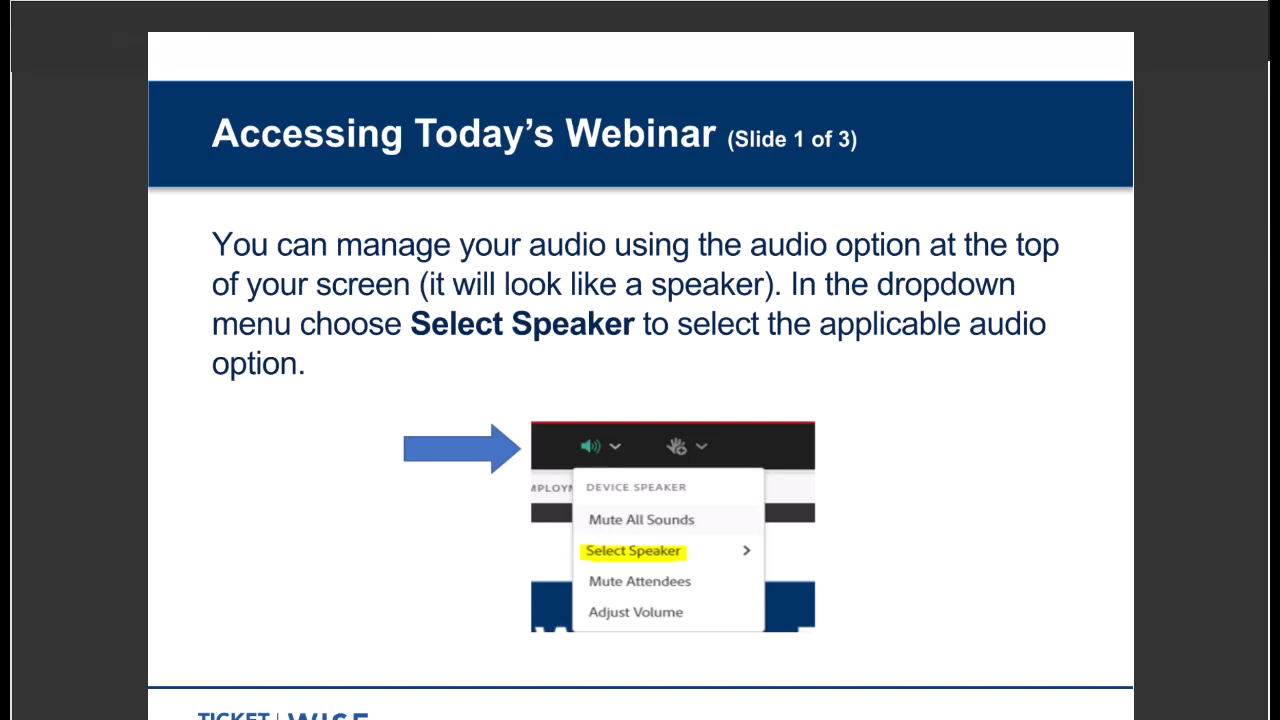 Accessing Today’s Webinar (Slide 1 of 3)
You can manage your audio using the audio option at the top
of your screen (it will look like a speaker). In the dropdown
menu choose Select Speaker to select the applicable audio
option.
DEVICE SPEAKER
Mute All Sounds
Select Speaker
Mute Attendees
Adjust Volume
TICKET | WISE